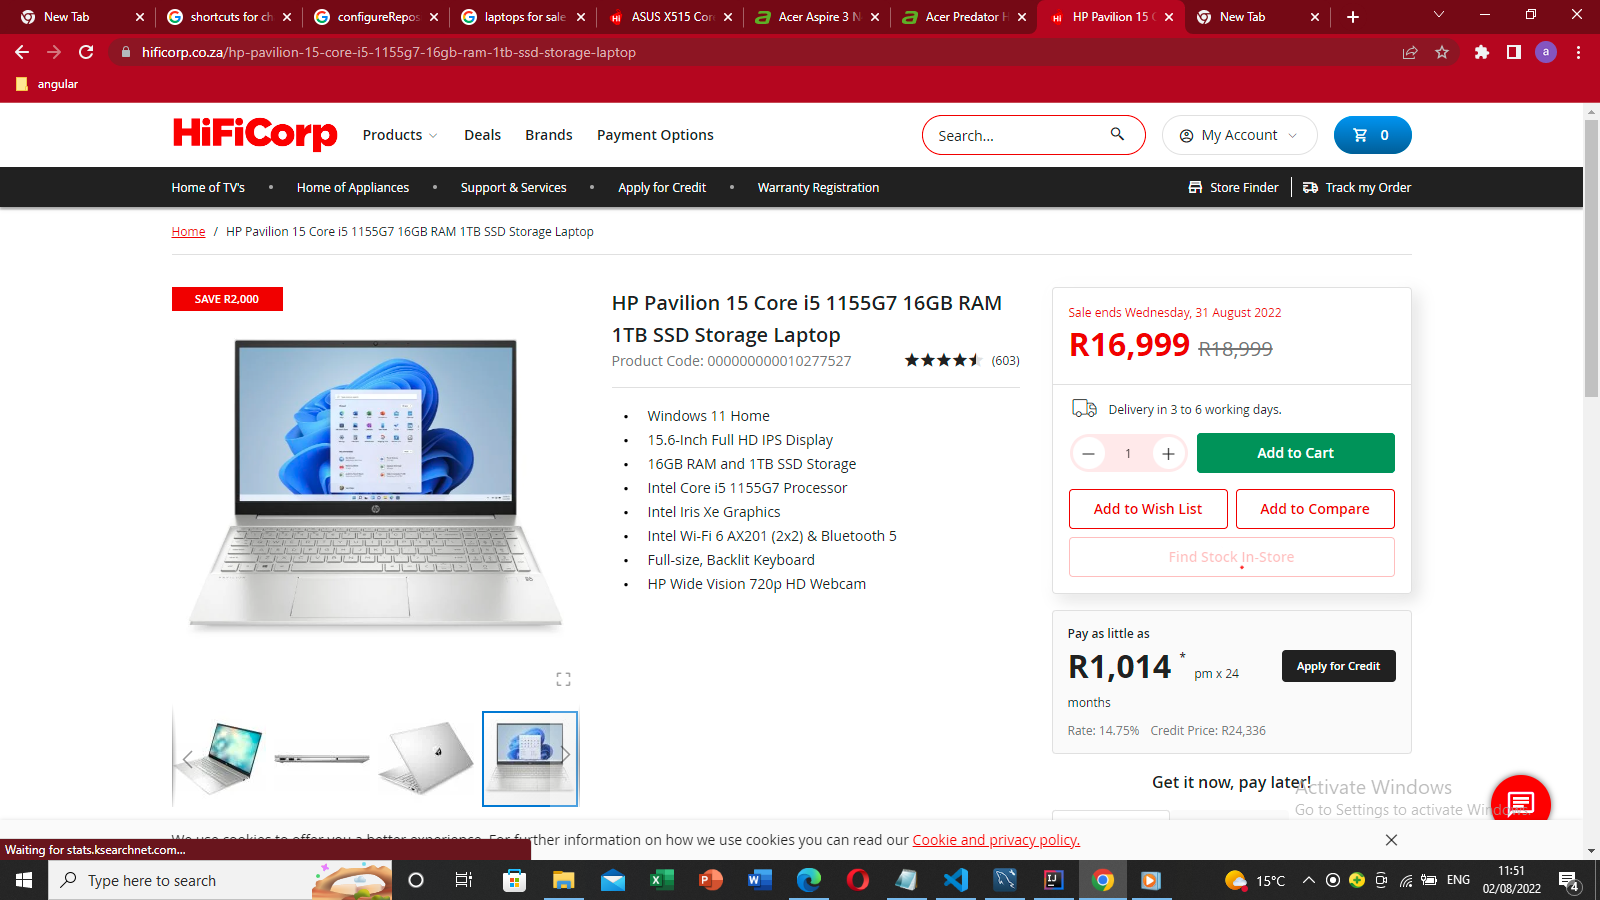 New Tab
shortcuts for ch
configureRepos
laptops for sale
ASUS X515 Cor
Acer Aspire 3 N
Acer Predator H
HP Pavilion 15 C
New Tab
hificorp.co.za/hp-pavilion-15-core-i5-1155g7-16gb-ram-1tb-ssd-storage-laptop
a
angular
HiFiCorp
Products
Deals
Brands
Payment Options
Search...
My Account
0
Home of TV's
Home of Appliances
Support & Services
Apply for Credit
Warranty Registration
Store Finder
Track my Order
Home / HP Pavilion 15 Core i5 1155G7 16GB RAM 1TB SSD Storage Laptop
SAVE R2,000
HP Pavilion 15 Core i5 1155G7 16GB RAM
1TB SSD Storage Laptop
Product Code: 000000000010277527
(603)
• Windows 11 Home
• 15.6-Inch Full HD IPS Display
• 16GB RAM and 1TB SSD Storage
• Intel Core i5 1155G7 Processor
• Intel Iris Xe Graphics
• Intel Wi-Fi 6 AX201 (2x2) & Bluetooth 5
• Full-size, Backlit Keyboard
• HP Wide Vision 720p HD Webcam
Sale ends Wednesday, 31 August 2022
R16,999 R18,999
Delivery in 3 to 6 working days.
1
Add to Cart
Add to Wish List
Add to Compare
Find Stock In-Store
Pay as little as
R1,014 * pm x 24
months
Apply for Credit
Rate: 14.75% Credit Price: R24,336
Get it now, pay later!
Activate Windows
Go to Settings to activate Windows.
We use cookies to offer you a better experience. For further information on how we use cookies you can read our Cookie and privacy policy.
Waiting for stats.ksearchnet.com...
Type here to search
15°C
ENG
11:51
02/08/2022
4